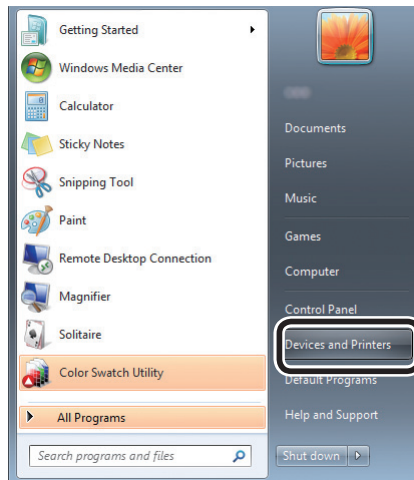 Getting Started
Windows Media Center
Calculator
Sticky Notes
Snipping Tool
Paint
Remote Desktop Connection
Magnifier
Solitaire
Color Swatch Utility
All Programs
Search programs and files
Documents
Pictures
Music
Games
Computer
Control Panel
Devices and Printers
Default Programs
Help and Support
Shut down